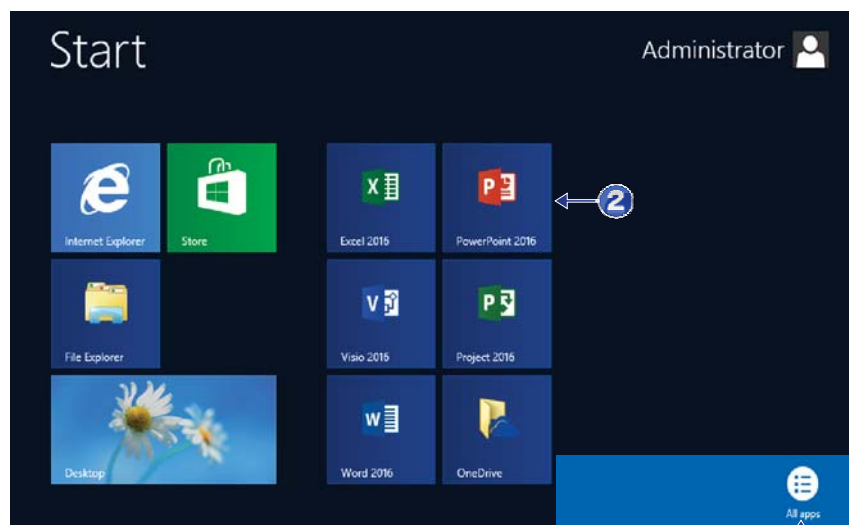 Start
Administrator
Internet Explorer
Store
Excel 2016
PowerPoint 2016
2
File Explorer
Visio 2016
Project 2016
Desktop
Word 2016
OneDrive
All apps